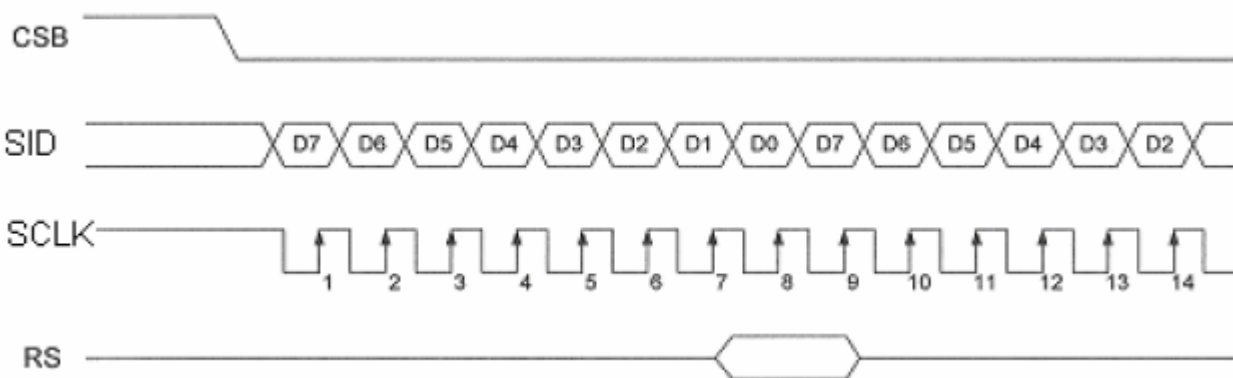 CSB
SID D7 D6 D5 D4 D3 D2 D1 D0 D7 D6 D5 D4 D3 D2
SCLK
1 2 3 4 5 6 7 8 9 10 11 12 13 14
RS